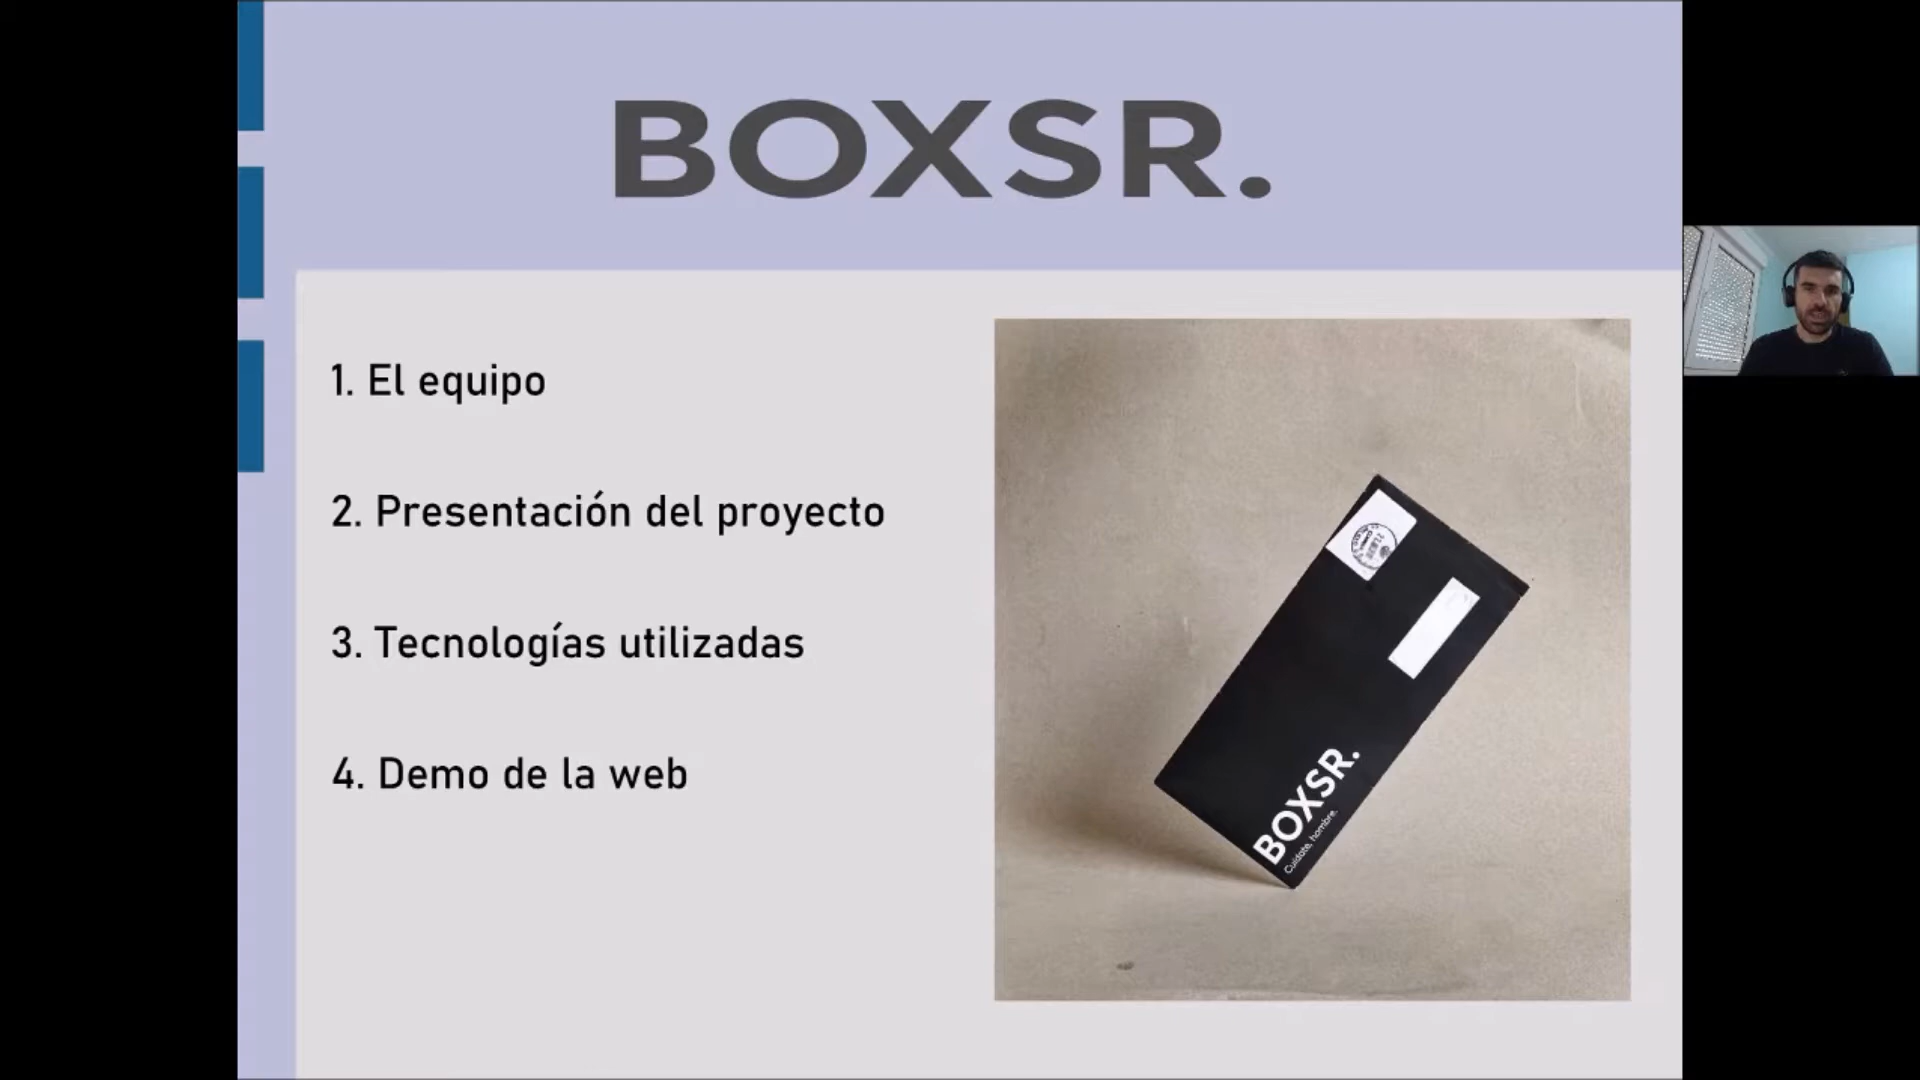 BOXSR.
1. El equipo
2. Presentación del proyecto
3. Tecnologías utilizadas
4. Demo de la web
BOXSR.
Cuídate, hombre.